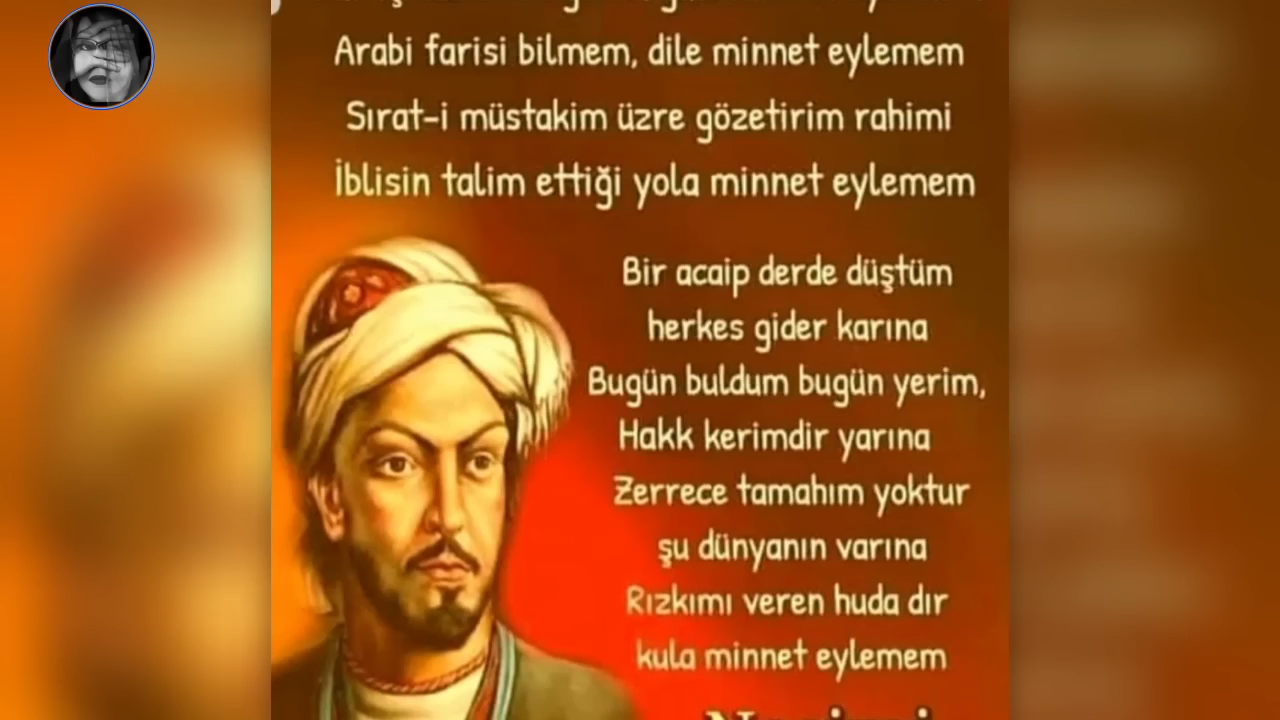 Arabi farisi bilmem, dile minnet eylemem
Sırat-i müstakim üzre gözetirim rahimi
İblisin talim ettiği yola minnet eylemem
Bir acaip derde düştüm
herkes gider karına
Bugün buldum bugün yerim,
Hakk kerimdir yarına
Zerrece tamahım yoktur
şu dünyanın varına
Rızkımı veren huda dır
kula minnet eylemem